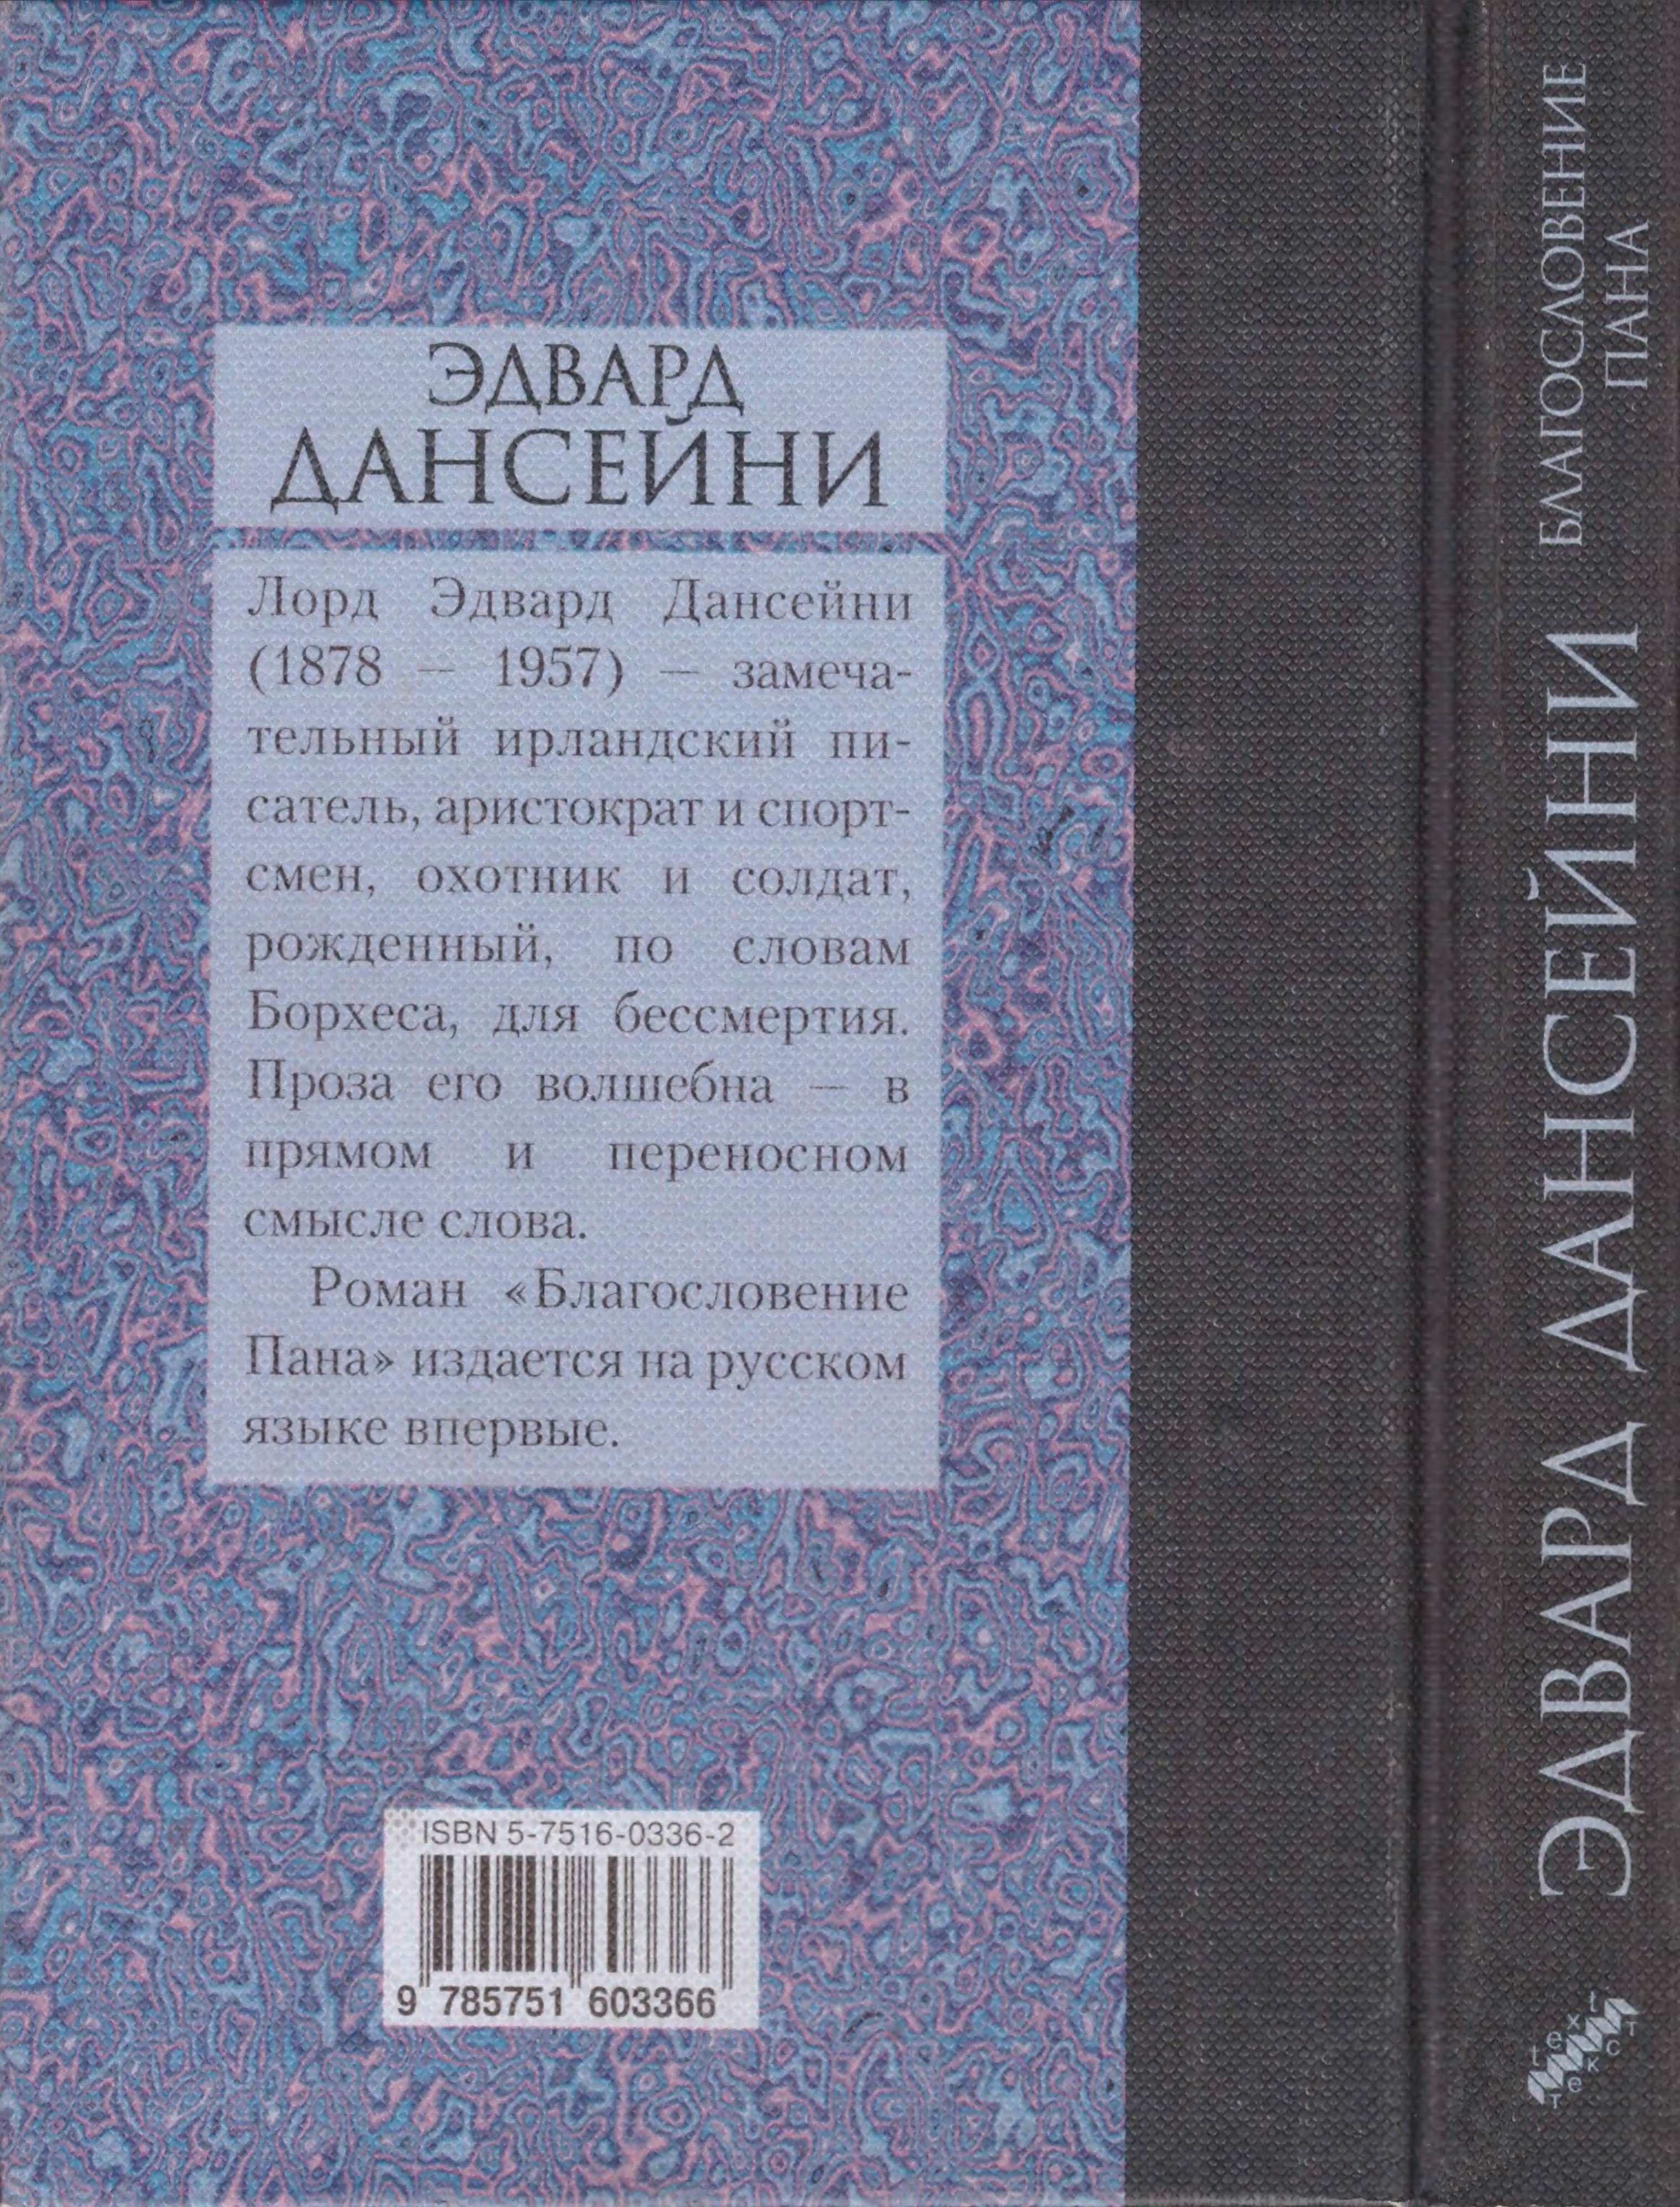 ЭДВАРД
ДАНСЕЙНИ
Лорд Эдвард Дансейни
(1878 – 1957) – замеча-
тельный ирландский пи-
сатель, аристократ и спорт-
смен, охотник и солдат,
рожденный, по словам
Борхеса, для бессмертия.
Проза его волшебна – в
прямом и переносном
смысле слова.
Роман «Благословение
Пана» издается на русском
языке впервые.
ISBN 5-7516-0336-2
9 785751 603366
ЭДВАРД ДАНСЕЙНИ
БЛАГОСЛОВЕНИЕ
ПАНА
text
текст